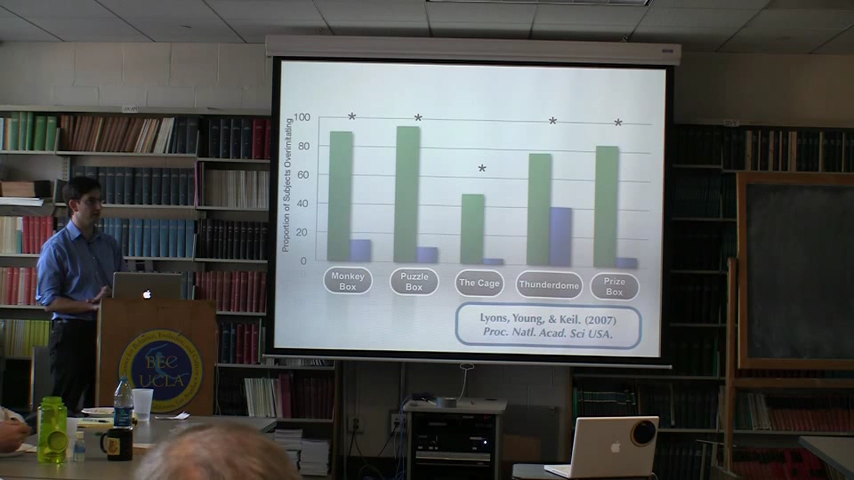 Proportion of Subjects Overimitating
100
80
60
40
20
0
*
*
*
*
*
Monkey
Box
Puzzle
Box
The Cage
Thunderdome
Prize
Box
Lyons, Young, & Keil. (2007)
Proc. Natl. Acad. Sci USA.
BEC
UCLA